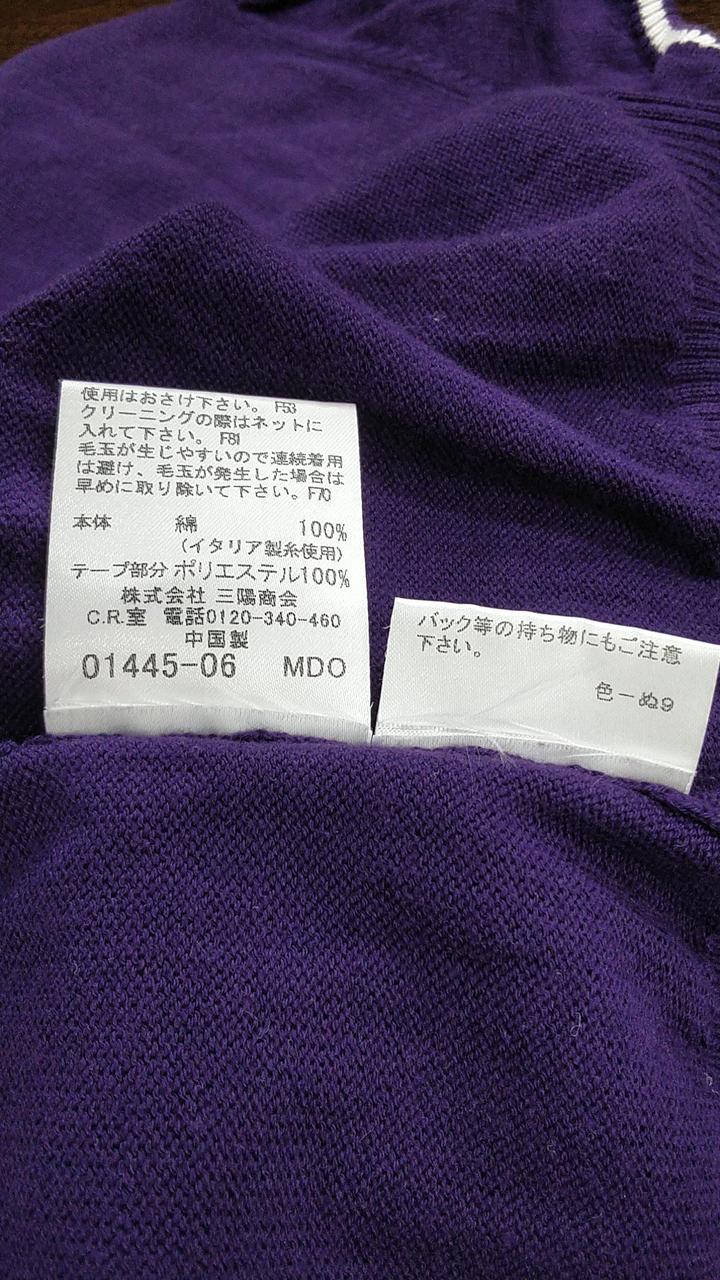 使用はおさけ下さい。 F53
クリーニングの際はネットに
入れて下さい。 F81
毛玉が生じやすいので連続着用
は避け、毛玉が発生した場合は
早めに取り除いて下さい。F70
本体 綿 100%
(イタリア製糸使用)
テープ部分 ポリエステル100%
株式会社 三陽商会
C.R.室 電話0120-340-460
中国製
01445-06 MDO
バック等の持ち物にもご注意
下さい。
色ーぬ9